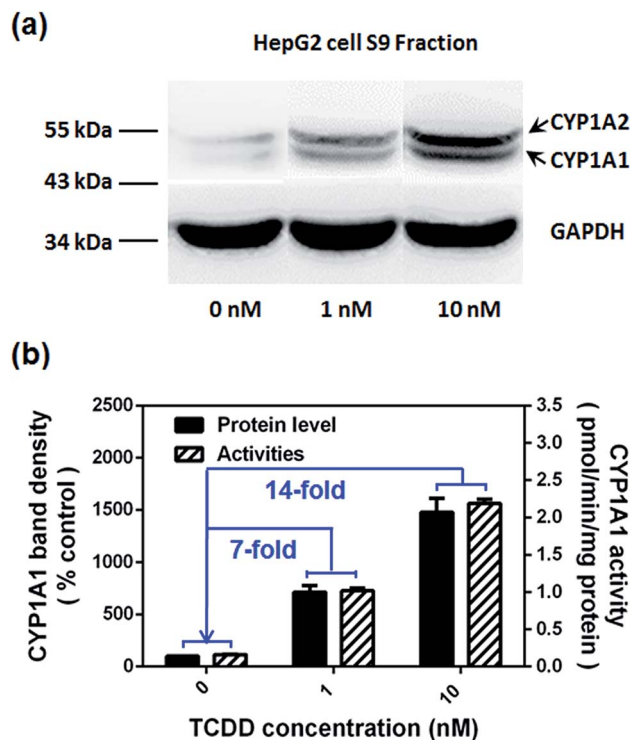 (a)
HepG2 cell S9 Fraction
55 kDa
CYP1A2
CYP1A1
43 kDa
34 kDa
GAPDH
0 nM 1 nM 10 nM
(b)
CYP1A1 band density
( % control )
2500
2000
1500
1000
500
0
Protein level
Activities
14-fold
7-fold
3.5
3.0
2.5
2.0
1.5
1.0
0.5
0.0
CYP1A1 activity
( pmol/min/mg protein )
0 1 10
TCDD concentration (nM)